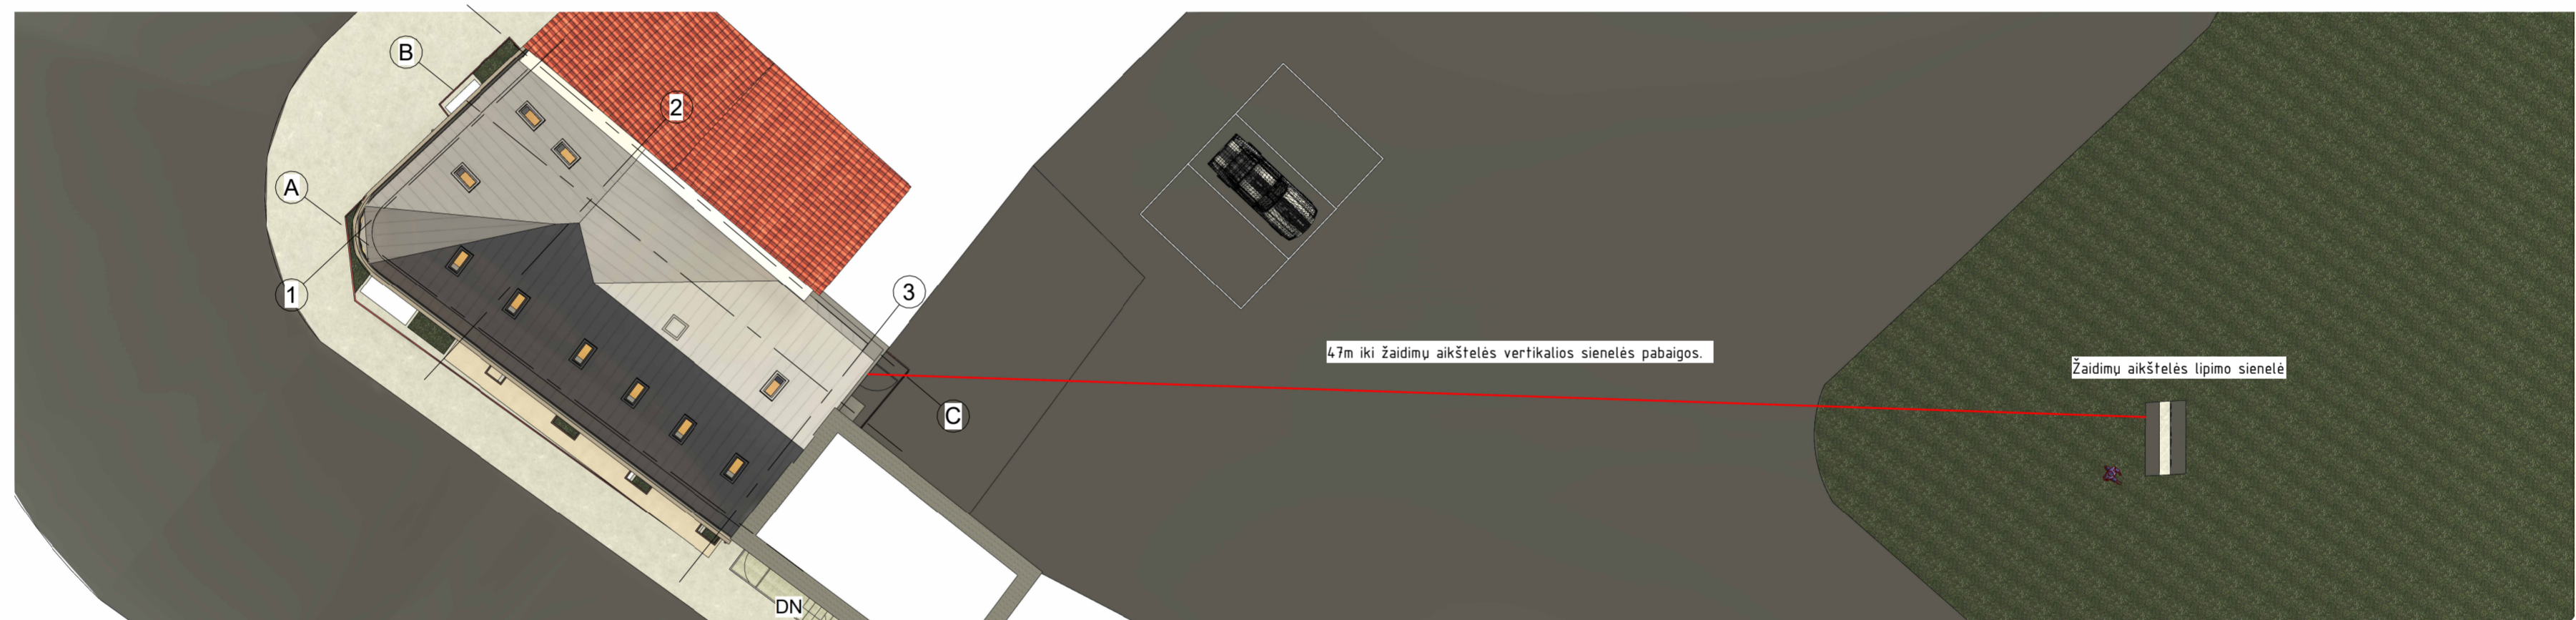 B
2
A
1
3
47m iki žaidimų aikštelės vertikalios sienelės pabaigos.
Žaidimų aikštelės lipimo sienelė
C
DN